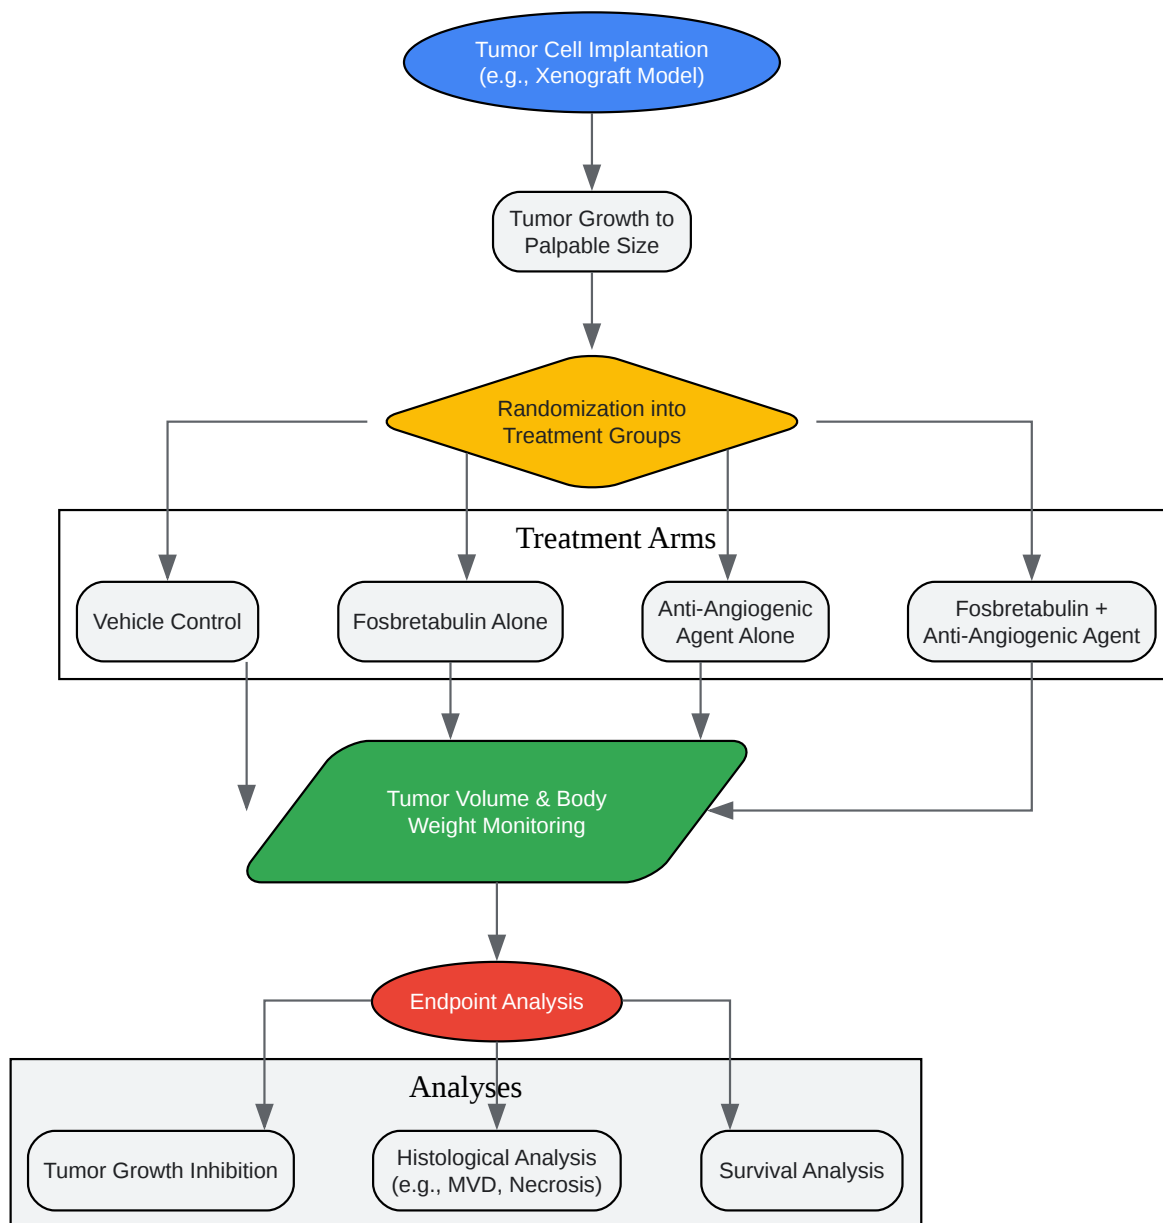 Tumor Cell Implantation
(e.g., Xenograft Model)
Tumor Growth to
Palpable Size
Randomization into
Treatment Groups
Treatment Arms
Vehicle Control
Fosbretabulin Alone
Anti-Angiogenic
Agent Alone
Fosbretabulin +
Anti-Angiogenic Agent
Tumor Volume & Body
Weight Monitoring
Endpoint Analysis
Analyses
Tumor Growth Inhibition
Histological Analysis
(e.g., MVD, Necrosis)
Survival Analysis